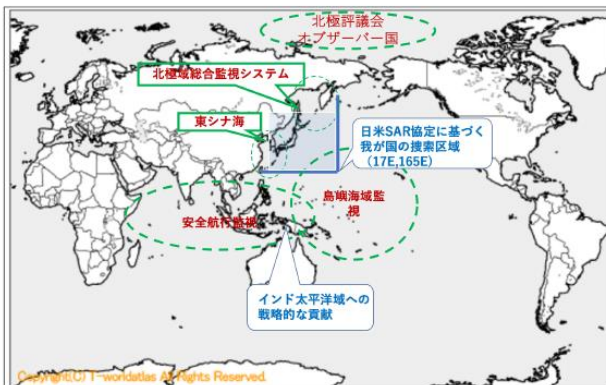 北極評議会
オブザーバー国
北極域総合監視システム
東シナ海
日米SAR協定に基づく
我が国の捜索区域
(17E,165E)
島嶼海域監
視
安全航行監視
インド太平洋域への
戦略的な貢献
Copyright(C) T-worldatlas All Rights Reserved.